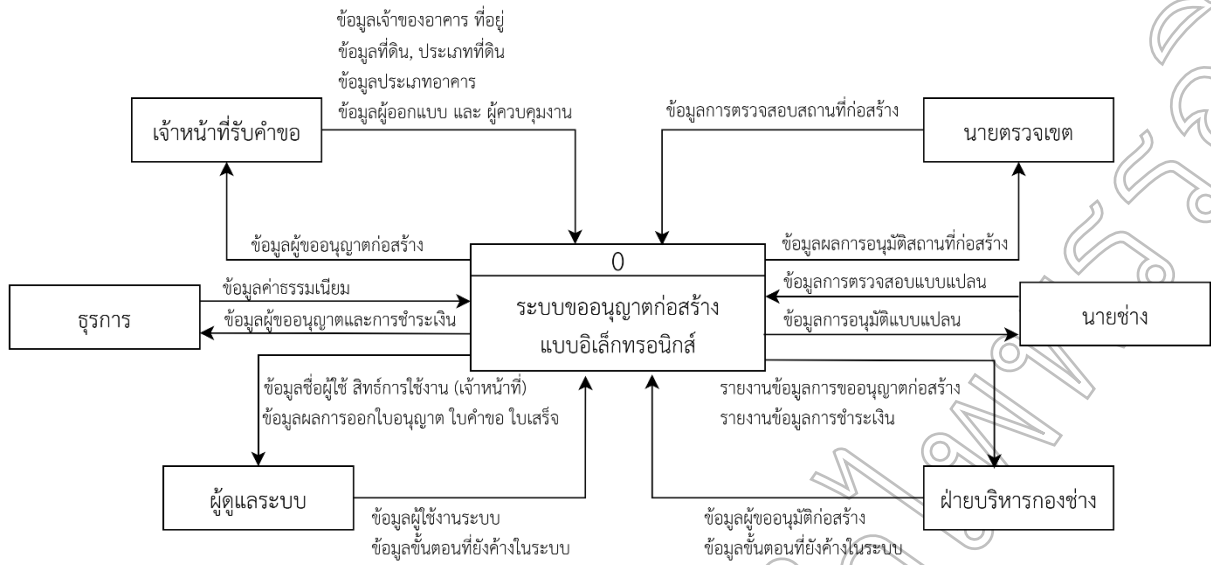 ข้อมูลเจ้าของอาคาร ที่อยู่
ข้อมูลที่ดิน, ประเภทที่ดิน
ข้อมูลประเภทอาคาร
ข้อมูลผู้ออกแบบ และ ผู้ควบคุมงาน
เจ้าหน้าที่รับคำขอ
ข้อมูลการตรวจสอบสถานที่ก่อสร้าง
นายตรวจเขต
ข้อมูลผู้ขออนุญาตก่อสร้าง
ข้อมูลผลการอนุมัติสถานที่ก่อสร้าง
0
ระบบขออนุญาตก่อสร้าง
แบบอิเล็กทรอนิกส์
ธุรการ
ข้อมูลค่าธรรมเนียม
ข้อมูลผู้ขออนุญาตและการชำระเงิน
ข้อมูลการตรวจสอบแบบแปลน
ข้อมูลการอนุมัติแบบแปลน
นายช่าง
ข้อมูลชื่อผู้ใช้ สิทธ์การใช้งาน (เจ้าหน้าที่)
ข้อมูลผลการออกใบอนุญาต ใบคำขอ ใบเสร็จ
รายงานข้อมูลการขออนุญาตก่อสร้าง
รายงานข้อมูลการชำระเงิน
ผู้ดูแลระบบ
ข้อมูลผู้ใช้งานระบบ
ข้อมูลขั้นตอนที่ยังค้างในระบบ
ข้อมูลผู้ขออนุมัติก่อสร้าง
ข้อมูลขั้นตอนที่ยังค้างในระบบ
ฝ่ายบริหารกองช่าง